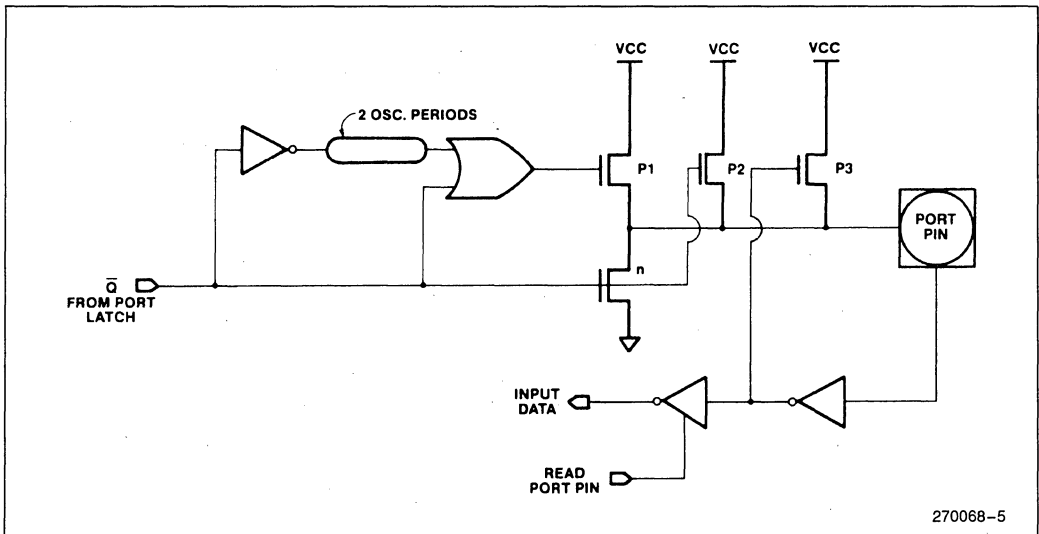 VCC
VCC
VCC
2 OSC. PERIODS
P1
P2
P3
PORT
PIN
n
Q̅
FROM PORT
LATCH
INPUT
DATA
READ
PORT PIN
270068-5